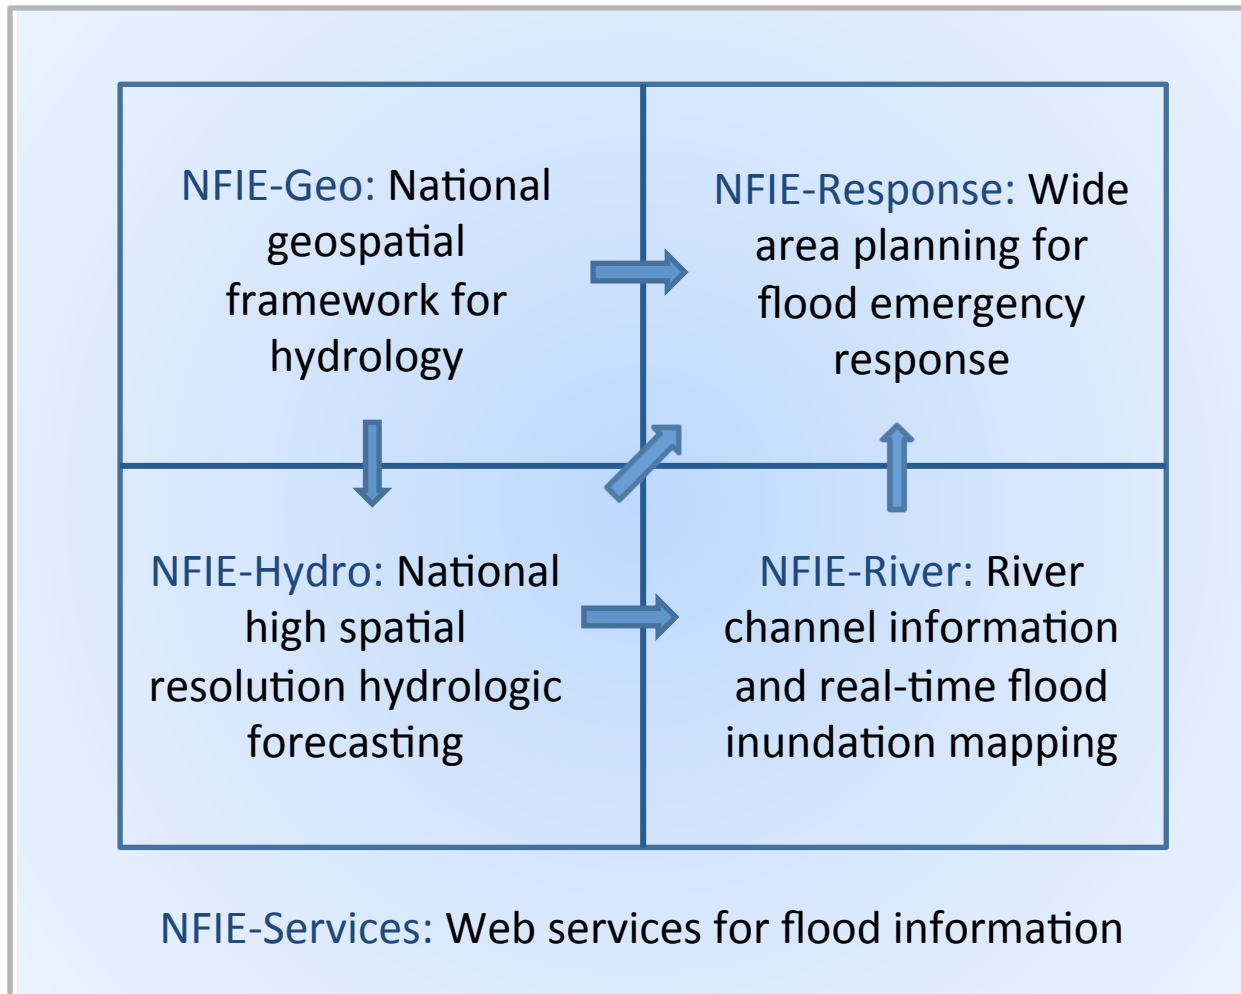 NFIE-Geo: National
geospatial
framework for
hydrology
NFIE-Response: Wide
area planning for
flood emergency
response
NFIE-Hydro: National
high spatial
resolution hydrologic
forecasting
NFIE-River: River
channel information
and real-time flood
inundation mapping
NFIE-Services: Web services for flood information